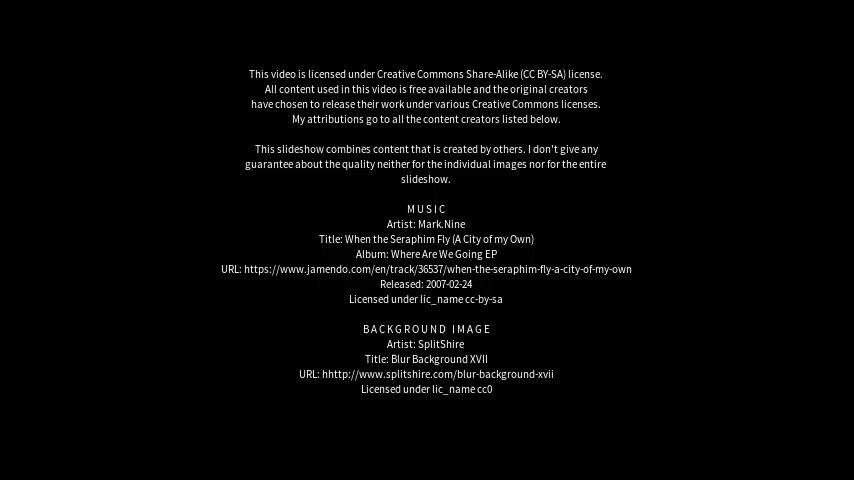 This video is licensed under Creative Commons Share-Alike (CC BY-SA) license.
All content used in this video is free available and the original creators
have chosen to release their work under various Creative Commons licenses.
My attributions go to all the content creators listed below.
This slideshow combines content that is created by others. I don't give any
guarantee about the quality neither for the individual images nor for the entire
slideshow.
MUSIC
Artist: Mark.Nine
Title: When the Seraphim Fly (A City of my Own)
Album: Where Are We Going EP
URL: https://www.jamendo.com/en/track/36537/when-the-seraphim-fly-a-city-of-my-own
Released: 2007-02-24
Licensed under lic_name cc-by-sa
BACKGROUND IMAGE
Artist: SplitShire
Title: Blur Background XVII
URL: hhttp://www.splitshire.com/blur-background-xvii
Licensed under lic_name cc0